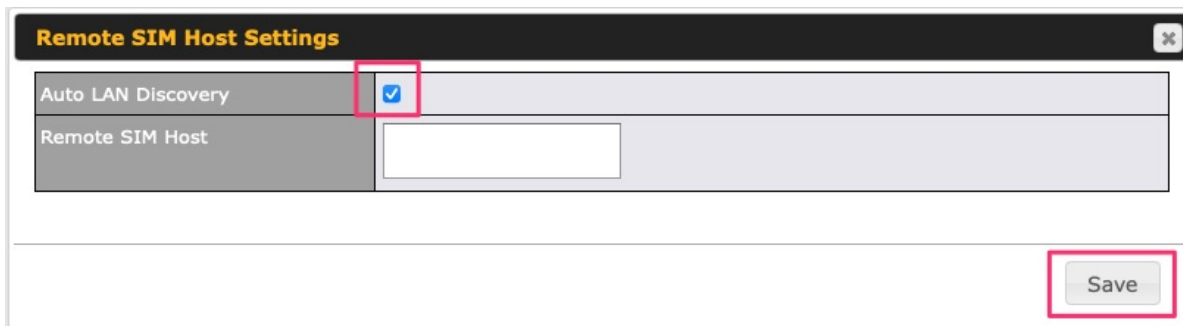 Remote SIM Host Settings
Auto LAN Discovery
Remote SIM Host
Save